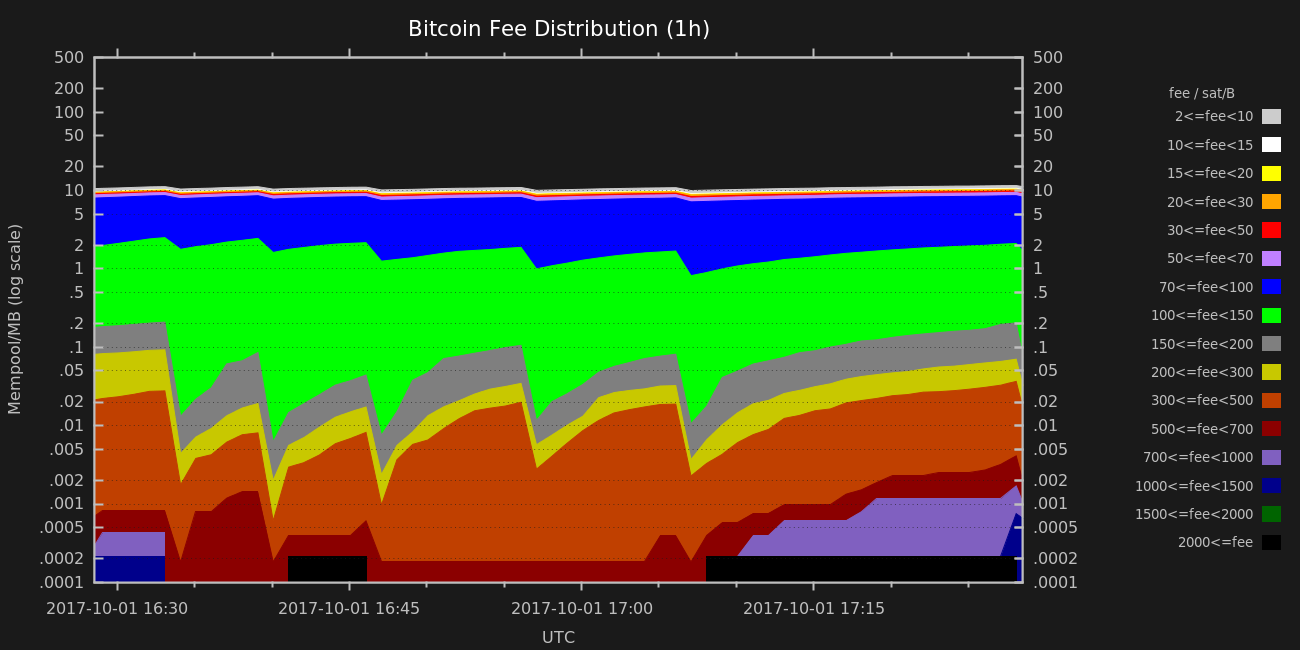 Bitcoin Fee Distribution (1h)
500 500
200 200
100 100
50 50
20 20
10 10
5 5
2 2
1 1
.5 .5
.2 .2
.1 .1
.05 .05
.02 .02
.01 .01
.005 .005
.002 .002
.001 .001
.0005 .0005
.0002 .0002
.0001 .0001
Mempool/MB (log scale)
2017-10-01 16:30 2017-10-01 16:45 2017-10-01 17:00 2017-10-01 17:15
UTC
fee / sat/B
2<=fee<10
10<=fee<15
15<=fee<20
20<=fee<30
30<=fee<50
50<=fee<70
70<=fee<100
100<=fee<150
150<=fee<200
200<=fee<300
300<=fee<500
500<=fee<700
700<=fee<1000
1000<=fee<1500
1500<=fee<2000
2000<=fee